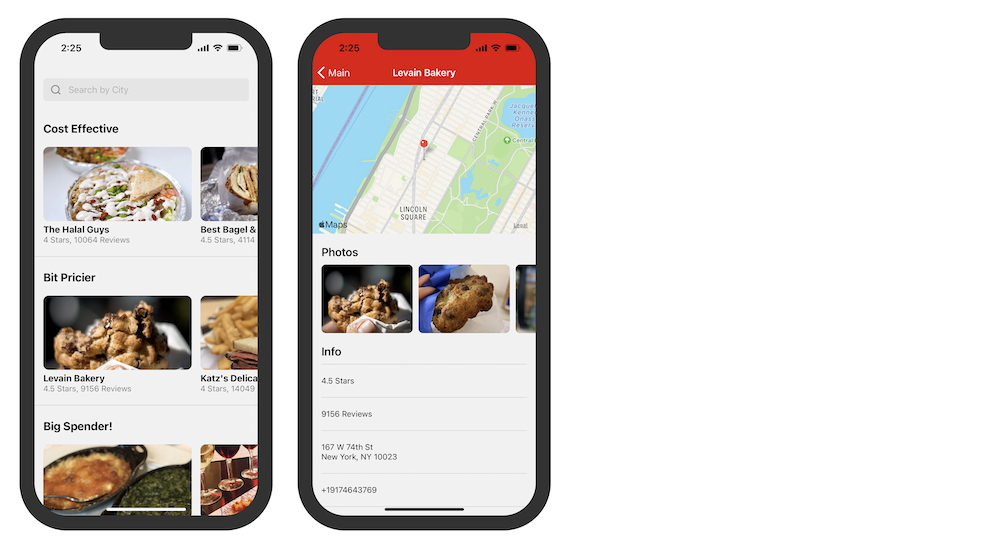 2:25
Search by City
Cost Effective
The Halal Guys
4 Stars, 10064 Reviews
Best Bagel &
4.5 Stars, 4114
Bit Pricier
Levain Bakery
4.5 Stars, 9156 Reviews
Katz's Delica
4 Stars, 14049
Big Spender!
2:25
Main
Levain Bakery
CENTRAL PARK W
Kenne
Onass
Reserv
Central
LINCOLN
SQUARE
Maps
Legal
Photos
Info
4.5 Stars
9156 Reviews
167 W 74th St
New York, NY 10023
+19174643769